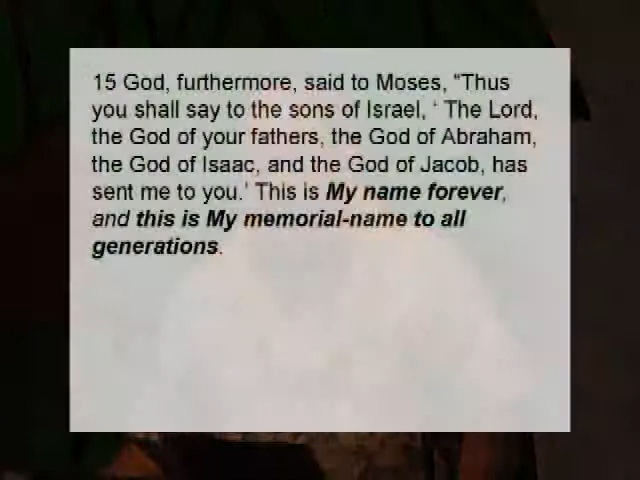 15 God, furthermore, said to Moses, "Thus
you shall say to the sons of Israel, ‘ The Lord,
the God of your fathers, the God of Abraham,
the God of Isaac, and the God of Jacob, has
sent me to you.’ This is My name forever,
and this is My memorial-name to all
generations.